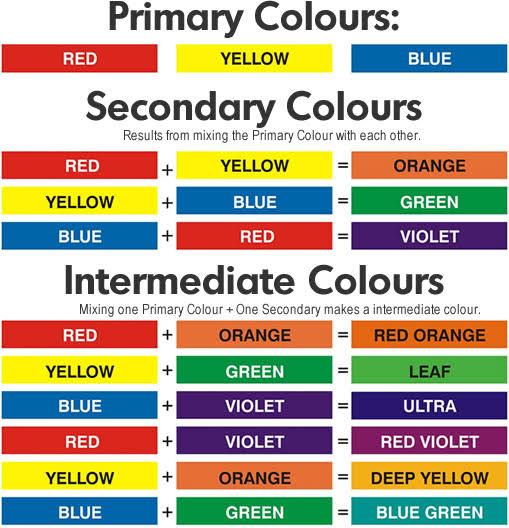 Primary Colours:
RED YELLOW BLUE
Secondary Colours
Results from mixing the Primary Colour with each other.
RED + YELLOW = ORANGE
YELLOW + BLUE = GREEN
BLUE + RED = VIOLET
Intermediate Colours
Mixing one Primary Colour + One Secondary makes a intermediate colour.
RED + ORANGE = RED ORANGE
YELLOW + GREEN = LEAF
BLUE + VIOLET = ULTRA
RED + VIOLET = RED VIOLET
YELLOW + ORANGE = DEEP YELLOW
BLUE + GREEN = BLUE GREEN